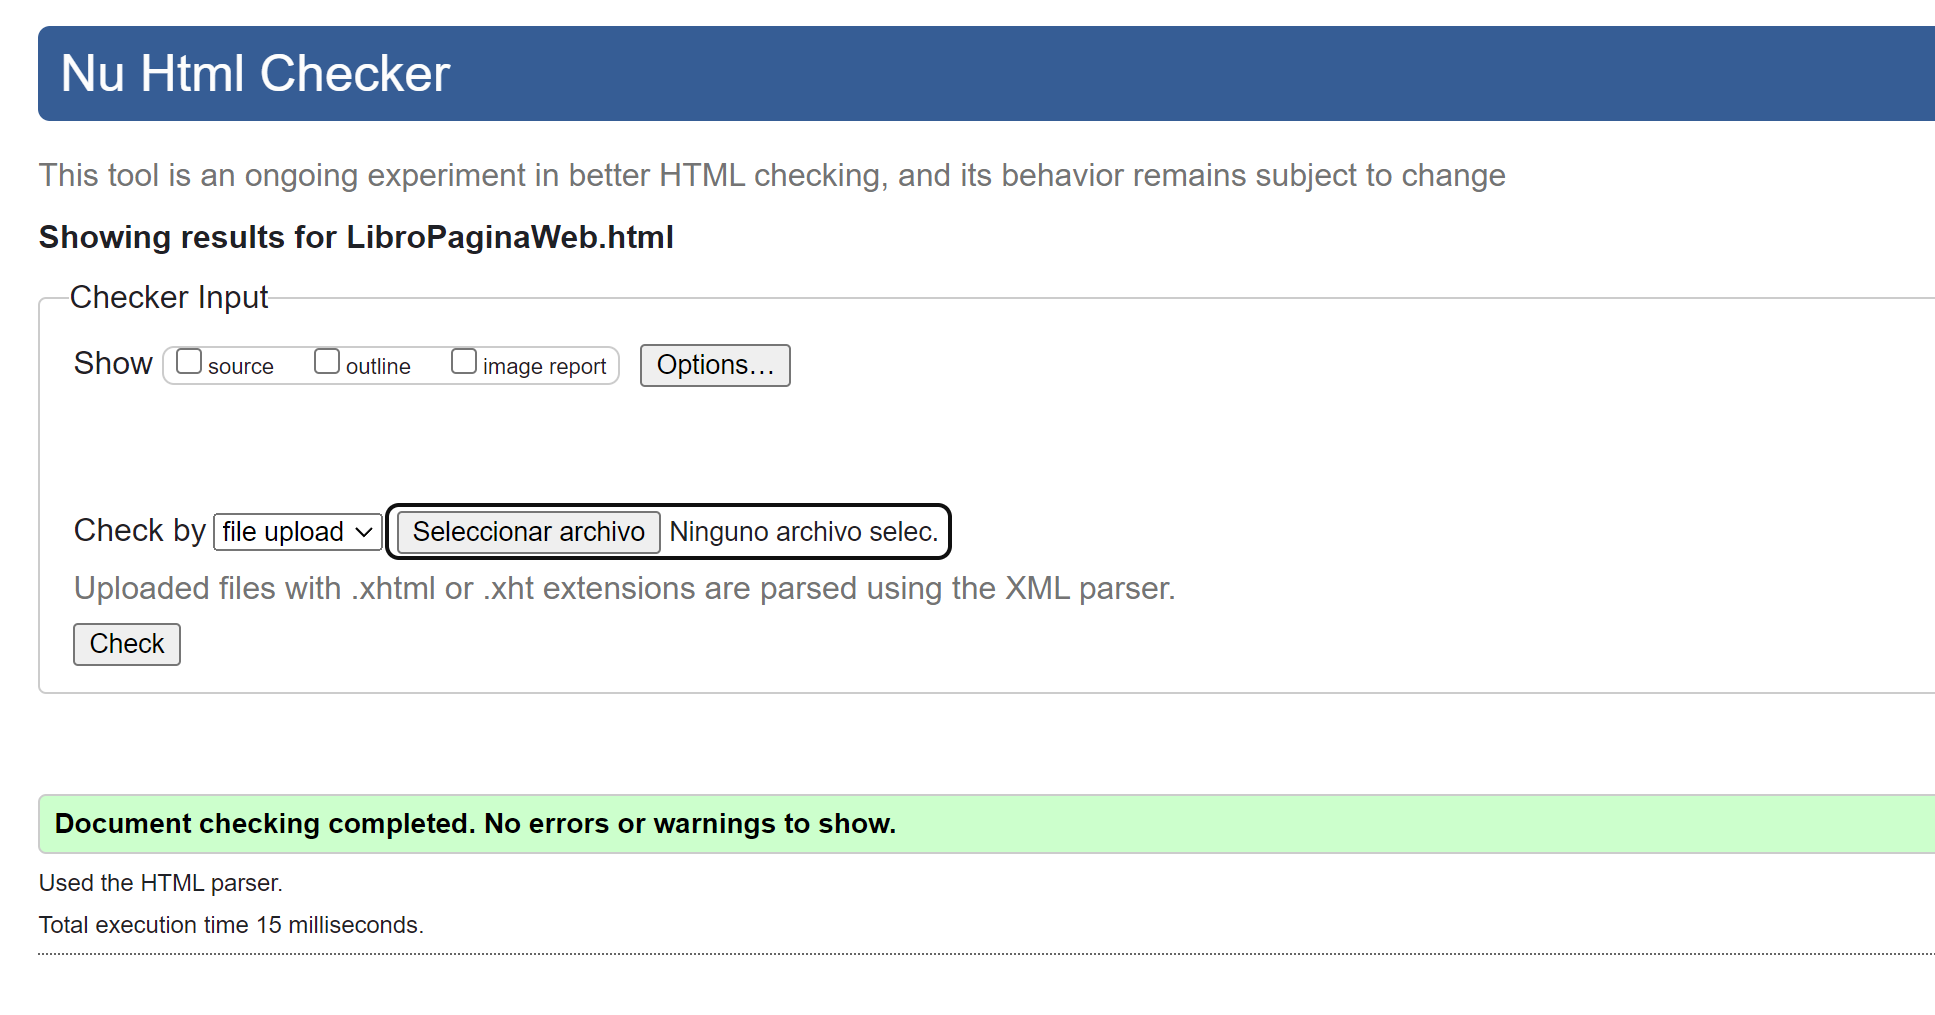 Nu Html Checker
This tool is an ongoing experiment in better HTML checking, and its behavior remains subject to change
Showing results for LibroPaginaWeb.html
Checker Input
Show source outline image report Options…
Check by file upload Seleccionar archivo Ninguno archivo selec.
Uploaded files with .xhtml or .xht extensions are parsed using the XML parser.
Check
Document checking completed. No errors or warnings to show.
Used the HTML parser.
Total execution time 15 milliseconds.